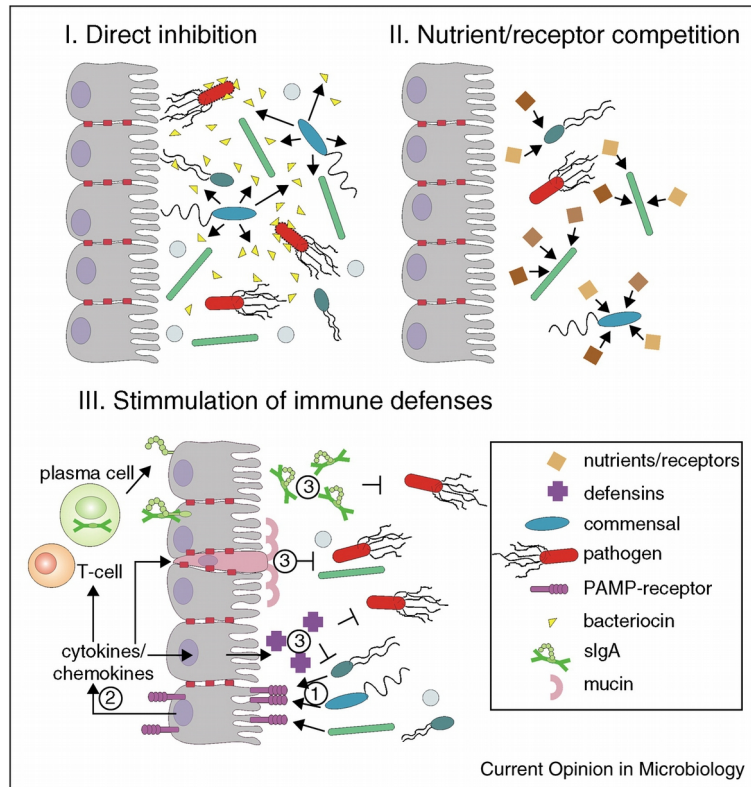 I. Direct inhibition
II. Nutrient/receptor competition
III. Stimmulation of immune defenses
plasma cell
T-cell
cytokines/
chemokines
2
3
3
3
1
nutrients/receptors
defensins
commensal
pathogen
PAMP-receptor
bacteriocin
sIgA
mucin
Current Opinion in Microbiology